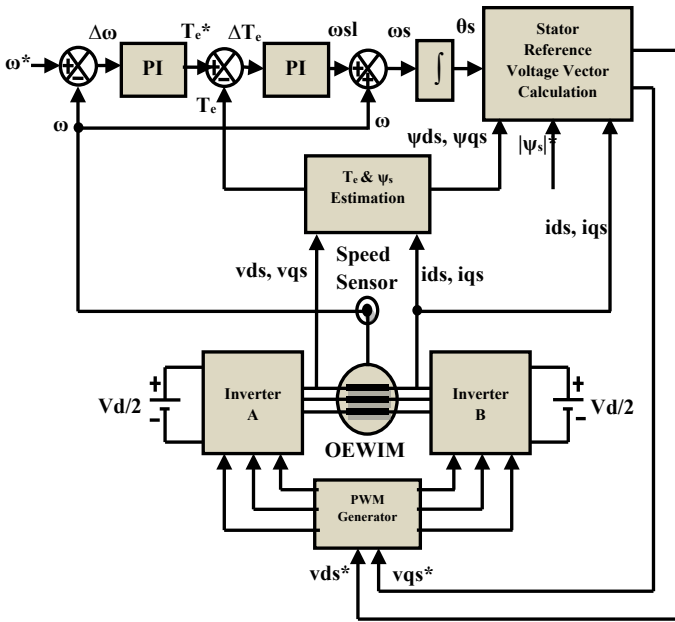 ω*
Δω
PI
Te*
ΔTe
PI
ωsl
ωs
∫
θs
Stator
Reference
Voltage Vector
Calculation
+
−
+
−
+
+
Te
ω
ω
ψds, ψqs
|ψs|*
Te & ψs
Estimation
ids, iqs
vds, vqs
Speed
Sensor
ids, iqs
Vd/2
+
−
Inverter
A
OEWIM
Inverter
B
+
−
Vd/2
PWM
Generator
vds*
vqs*